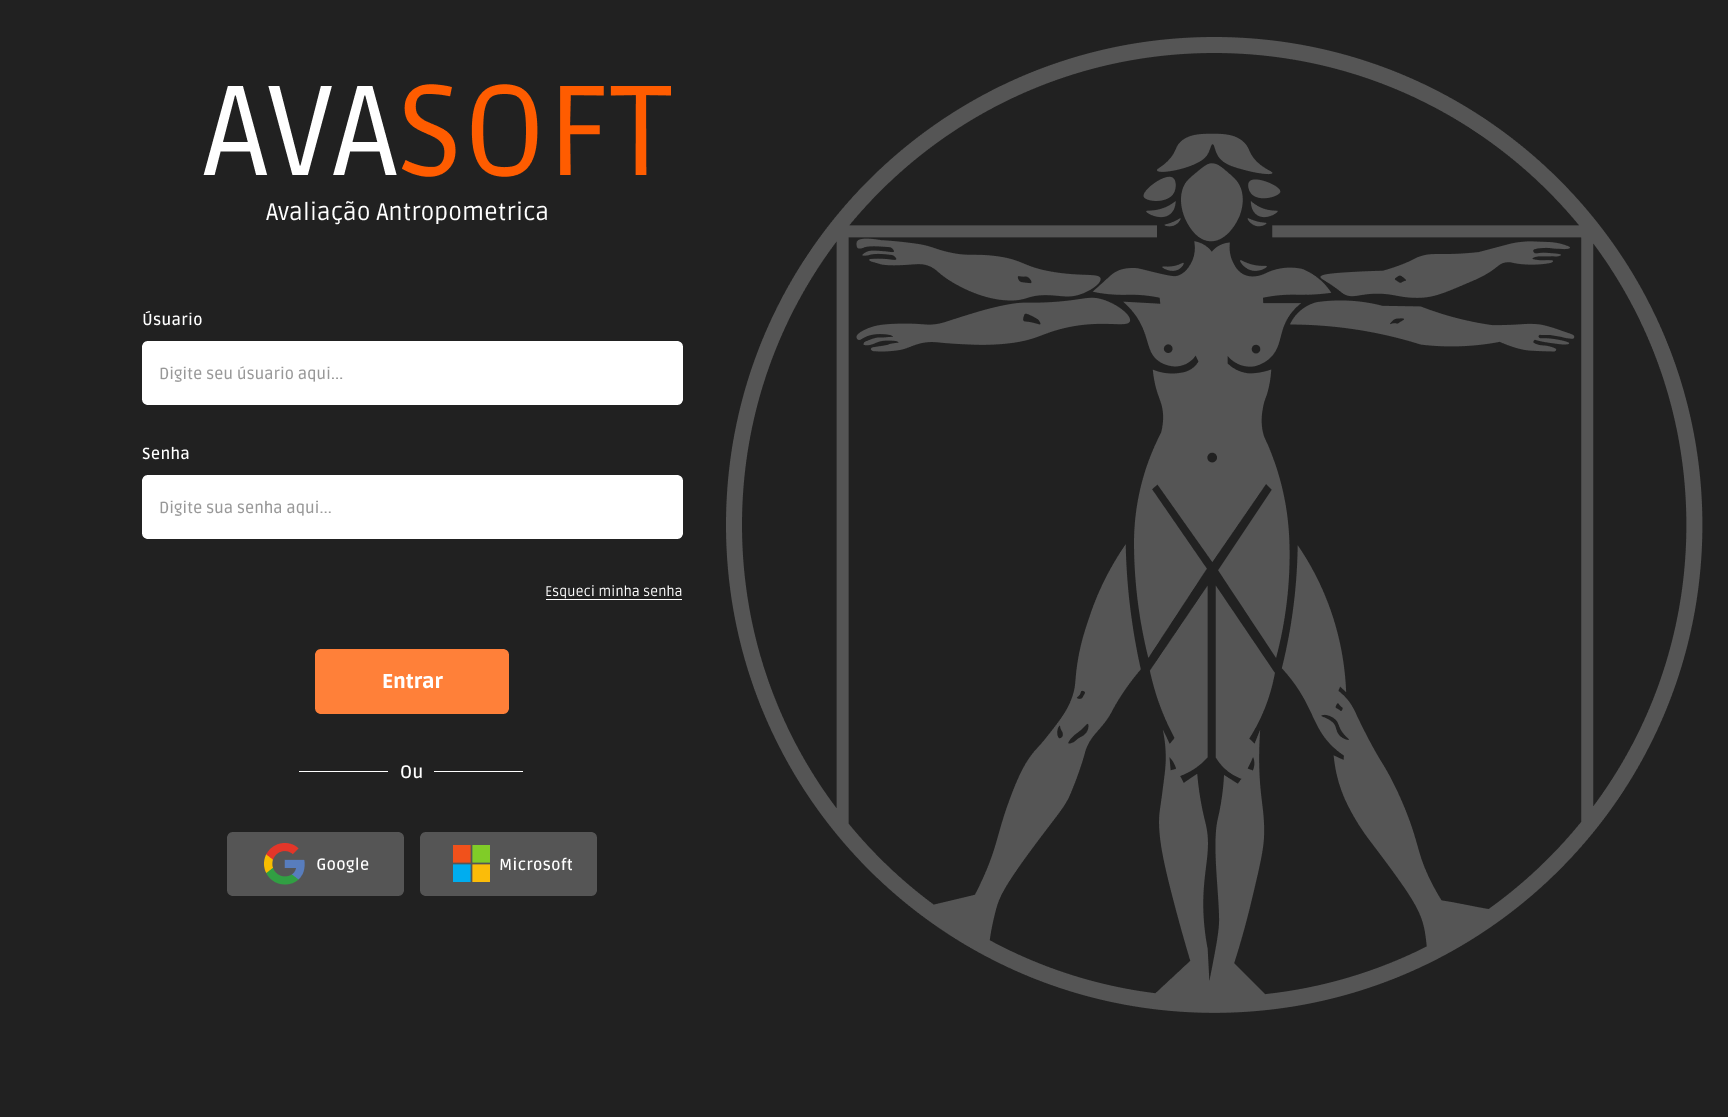 AVASOFT
Avaliação Antropometrica
Úsuario
Digite seu úsuario aqui...
Senha
Digite sua senha aqui...
Esqueci minha senha
Entrar
Ou
Google
Microsoft